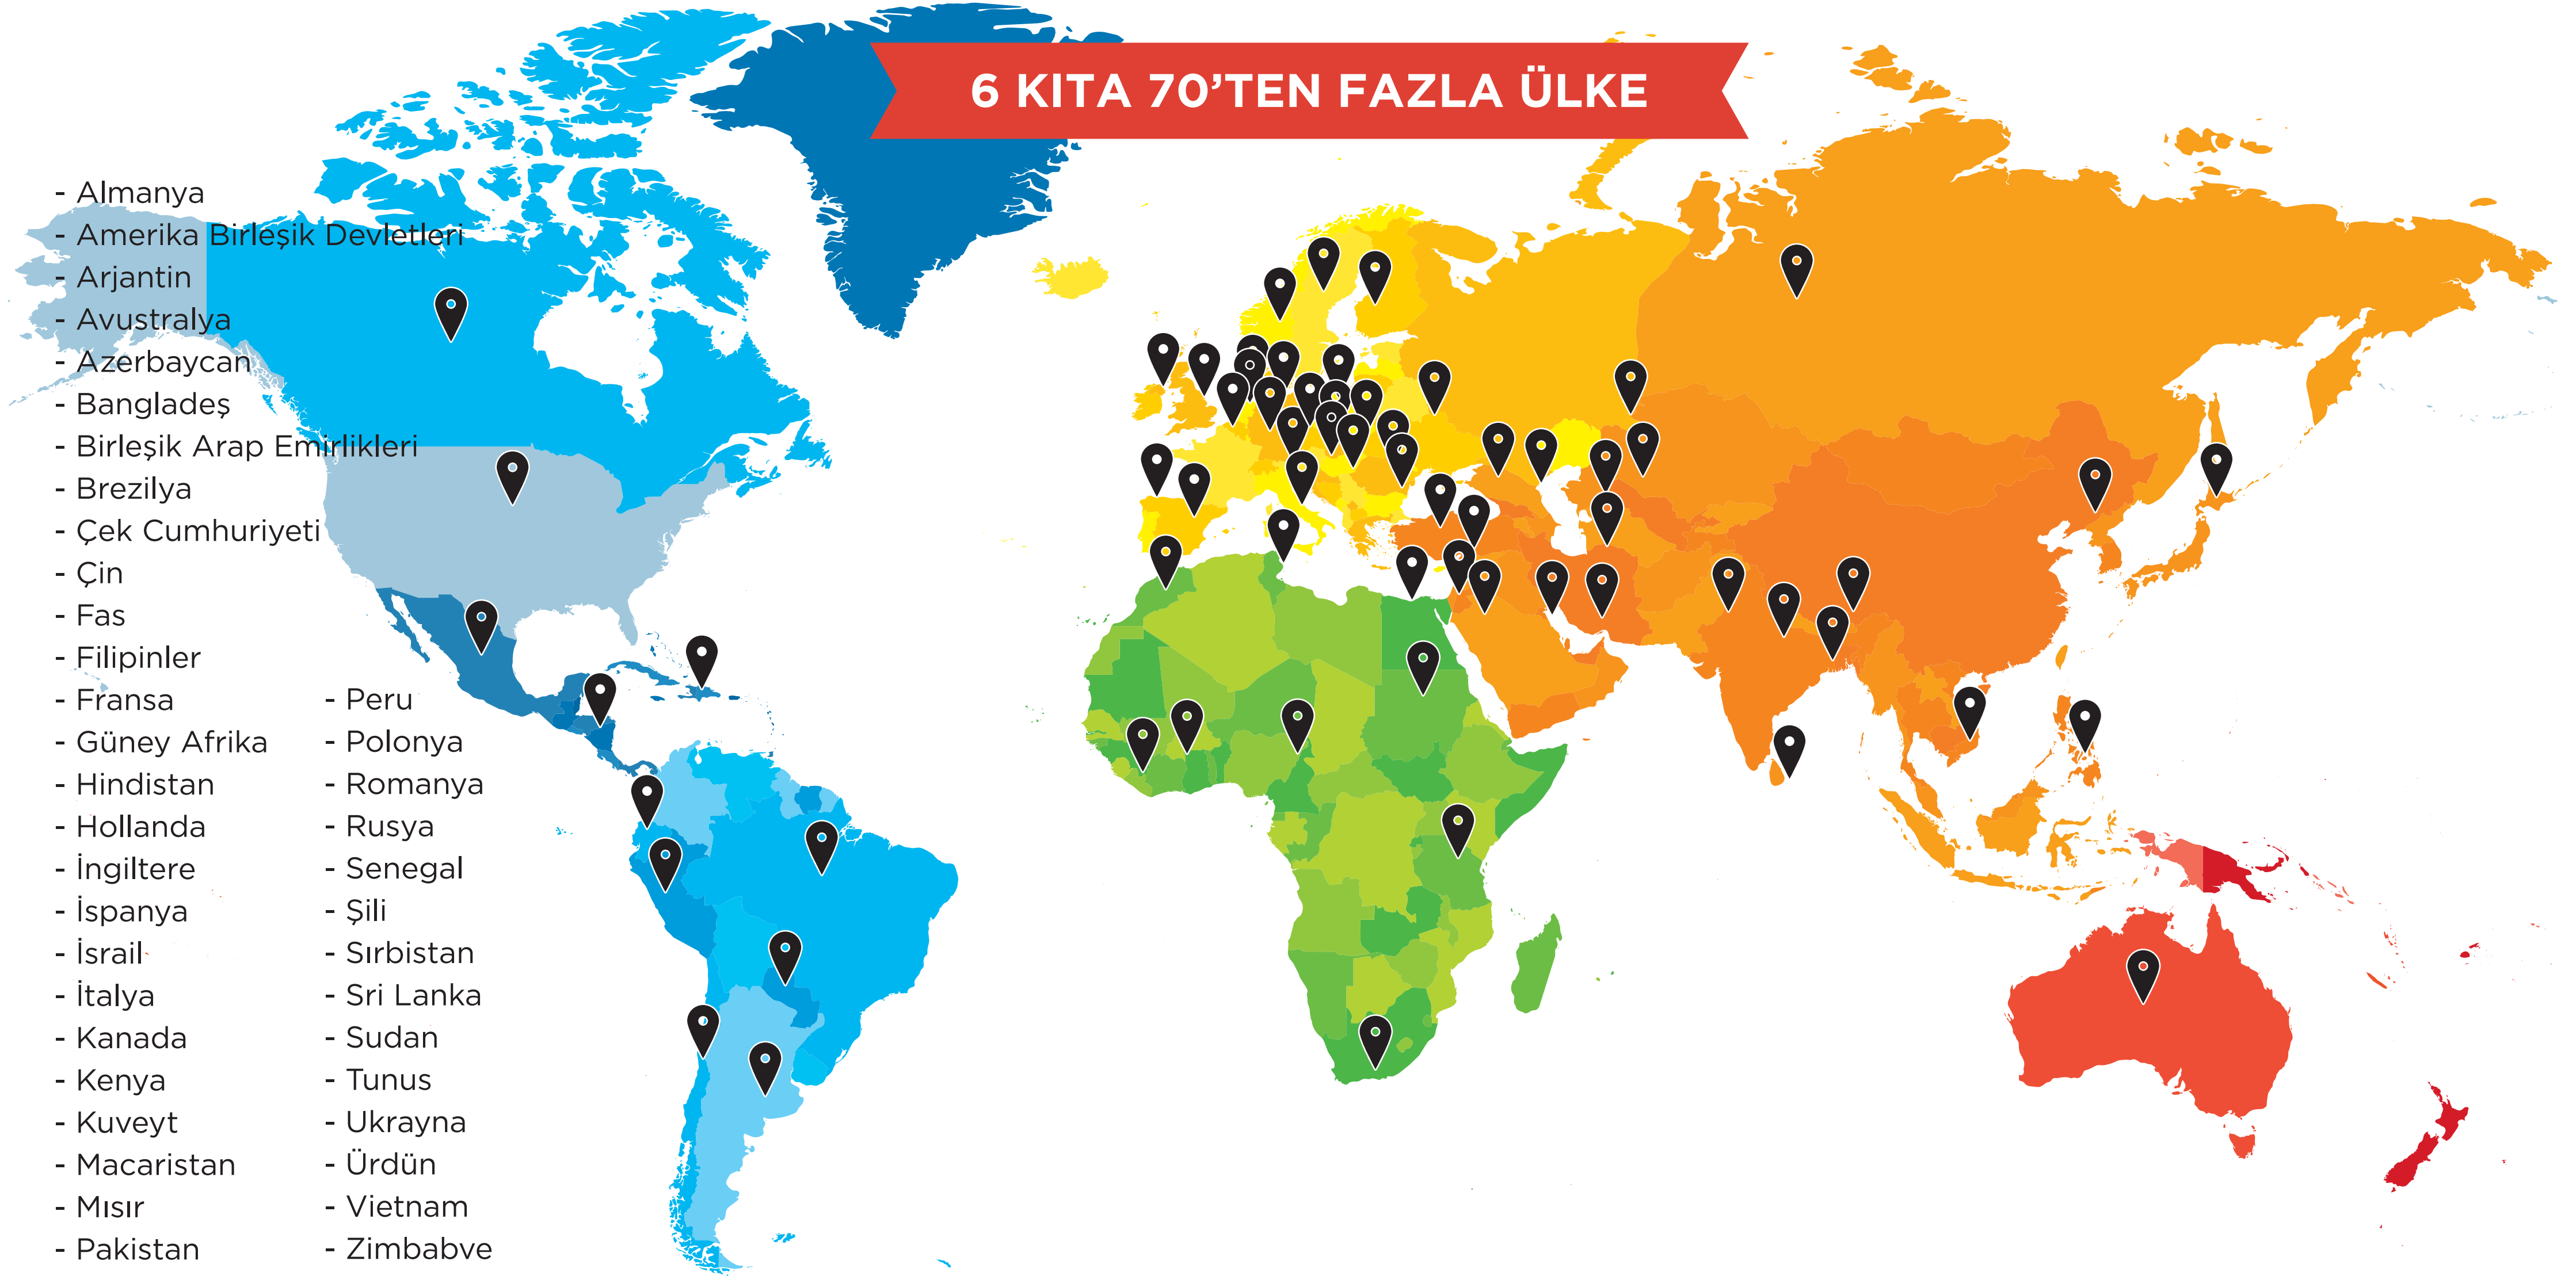 6 KITA 70’TEN FAZLA ÜLKE
- Almanya
- Amerika Birleşik Devletleri
- Arjantin
- Avustralya
- Azerbaycan
- Bangladeş
- Birleşik Arap Emirlikleri
- Brezilya
- Çek Cumhuriyeti
- Çin
- Fas
- Filipinler
- Fransa
- Güney Afrika
- Hindistan
- Hollanda
- İngiltere
- İspanya
- İsrail
- İtalya
- Kanada
- Kenya
- Kuveyt
- Macaristan
- Mısır
- Pakistan
- Peru
- Polonya
- Romanya
- Rusya
- Senegal
- Şili
- Sırbistan
- Sri Lanka
- Sudan
- Tunus
- Ukrayna
- Ürdün
- Vietnam
- Zimbabve